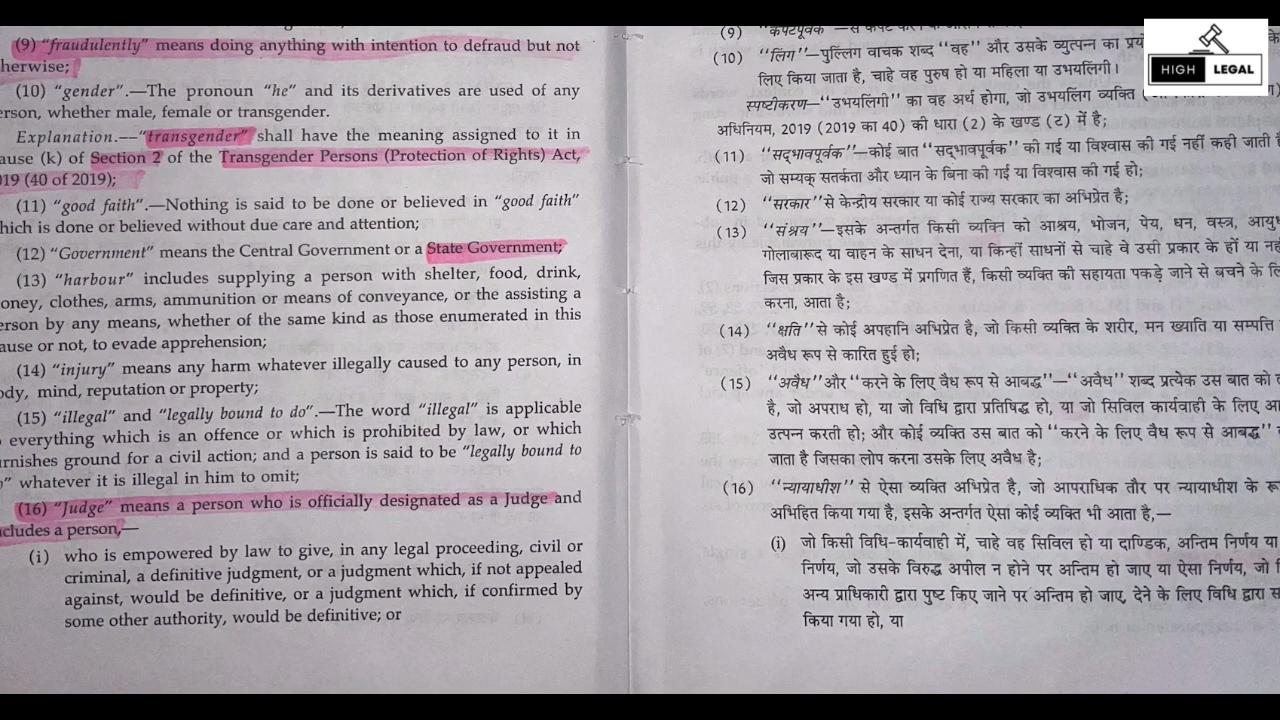 (9) “fraudulently” means doing anything with intention to defraud but not
herwise;
(10) “gender”.—The pronoun “he” and its derivatives are used of any
erson, whether male, female or transgender.
Explanation.—“transgender” shall have the meaning assigned to it in
ause (k) of Section 2 of the Transgender Persons (Protection of Rights) Act,
019 (40 of 2019);
(11) “good faith”.—Nothing is said to be done or believed in “good faith”
hich is done or believed without due care and attention;
(12) “Government” means the Central Government or a State Government;
(13) “harbour” includes supplying a person with shelter, food, drink,
oney, clothes, arms, ammunition or means of conveyance, or the assisting a
erson by any means, whether of the same kind as those enumerated in this
ause or not, to evade apprehension;
(14) “injury” means any harm whatever illegally caused to any person, in
ody, mind, reputation or property;
(15) “illegal” and “legally bound to do”.—The word “illegal” is applicable
everything which is an offence or which is prohibited by law, or which
rnishes ground for a civil action; and a person is said to be “legally bound to
” whatever it is illegal in him to omit;
(16) “Judge” means a person who is officially designated as a Judge and
cludes a person,—
(i) who is empowered by law to give, in any legal proceeding, civil or
criminal, a definitive judgment, or a judgment which, if not appealed
against, would be definitive, or a judgment which, if confirmed by
some other authority, would be definitive; or
(9) “कपटपूर्वक”
(10) “लिंग”—पुल्लिंग वाचक शब्द “वह” और उसके व्युत्पन्न का
लिए किया जाता है, चाहे वह पुरुष हो या महिला या उभयलिंगी।
स्पष्टीकरण—“उभयलिंगी” का वह अर्थ होगा, जो उभयलिंग व्यक्ति
अधिनियम, 2019 (2019 का 40) की धारा (2) के खण्ड (ट) में है;
(11) “सद्भावपूर्वक”—कोई बात “सद्भावपूर्वक” की गई या विश्वास की गई नहीं कही जाती
जो सम्यक् सतर्कता और ध्यान के बिना की गई या विश्वास की गई हो;
(12) “सरकार” से केन्द्रीय सरकार या कोई राज्य सरकार का अभिप्रेत है;
(13) “संश्रय”—इसके अन्तर्गत किसी व्यक्ति को आश्रय, भोजन, पेय, धन, वस्त्र,
गोलाबारूद या वाहन के साधन देना, या किन्हीं साधनों से चाहे वे उसी प्रकार के हों या
जिस प्रकार के इस खण्ड में प्रगणित हैं, किसी व्यक्ति की सहायता पकड़े जाने से बचने के
करना, आता है;
(14) “क्षति” से कोई अपहानि अभिप्रेत है, जो किसी व्यक्ति के शरीर, मन ख्याति या सम्पत्ति
अवैध रूप से कारित हुई हो;
(15) “अवैध” और “करने के लिए वैध रूप से आबद्ध”—“अवैध” शब्द प्रत्येक उस बात को
है, जो अपराध हो, या जो विधि द्वारा प्रतिषिद्ध हो, या जो सिविल कार्यवाही के लिए
उत्पन्न करती हो; और कोई व्यक्ति उस बात को “करने के लिए वैध रूप से आबद्ध”
जाता है जिसका लोप करना उसके लिए अवैध है;
(16) “न्यायाधीश” से ऐसा व्यक्ति अभिप्रेत है, जो आपराधिक तौर पर न्यायाधीश के
अभिहित किया गया है, इसके अन्तर्गत ऐसा कोई व्यक्ति भी आता है,—
(i) जो किसी विधि-कार्यवाही में, चाहे वह सिविल हो या दाण्डिक, अन्तिम निर्णय या
निर्णय, जो उसके विरुद्ध अपील न होने पर अन्तिम हो जाए या ऐसा निर्णय, जो
अन्य प्राधिकारी द्वारा पुष्ट किए जाने पर अन्तिम हो जाए, देने के लिए विधि द्वारा
किया गया हो, या
HIGH LEGAL